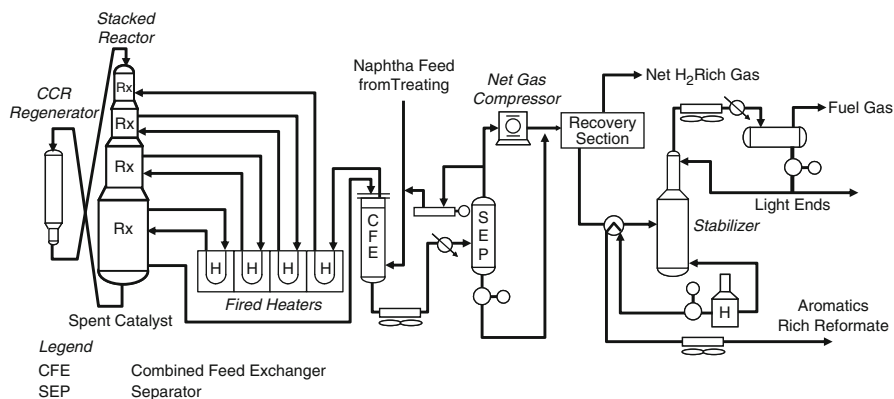 Stacked
Reactor
CCR
Regenerator
Rx
Rx
Rx
Rx
Spent Catalyst
H
H
H
H
Fired Heaters
Naphtha Feed
fromTreating
CFE
SEP
Net Gas
Compressor
Recovery
Section
Net H₂Rich Gas
Fuel Gas
Light Ends
Stabilizer
H
Aromatics
Rich Reformate
Legend
CFE Combined Feed Exchanger
SEP Separator